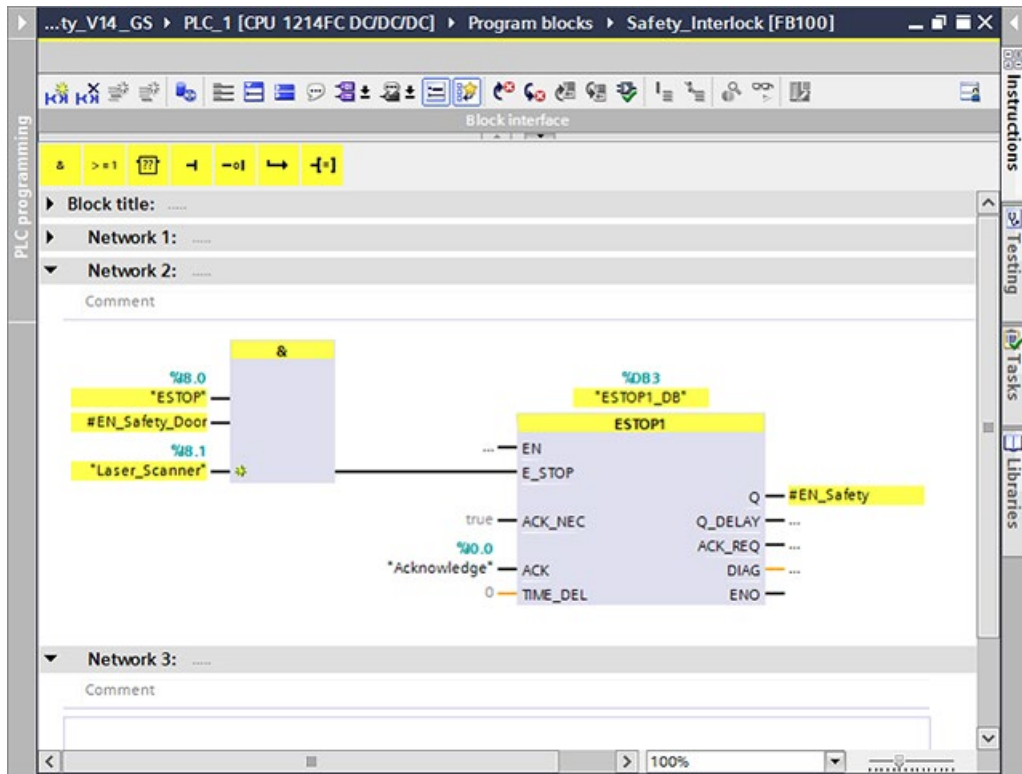 ...ty_V14_GS ▸ PLC_1 [CPU 1214FC DC/DC/DC] ▸ Program blocks ▸ Safety_Interlock [FB100]
Block interface
& >=1 [??] ⊣ –o| ↦ -[=]
Block title: .....
Network 1: .....
Network 2: .....
Comment
&
%I8.0
"ESTOP"
#EN_Safety_Door
%I8.1
"Laser_Scanner"
%DB3
"ESTOP1_DB"
ESTOP1
... EN
E_STOP
Q #EN_Safety
true ACK_NEC Q_DELAY ...
%I0.0
ACK_REQ ...
"Acknowledge" ACK DIAG ...
0 TIME_DEL ENO
Network 3: .....
Comment
100%
PLC programming
Instructions
Testing
Tasks
Libraries